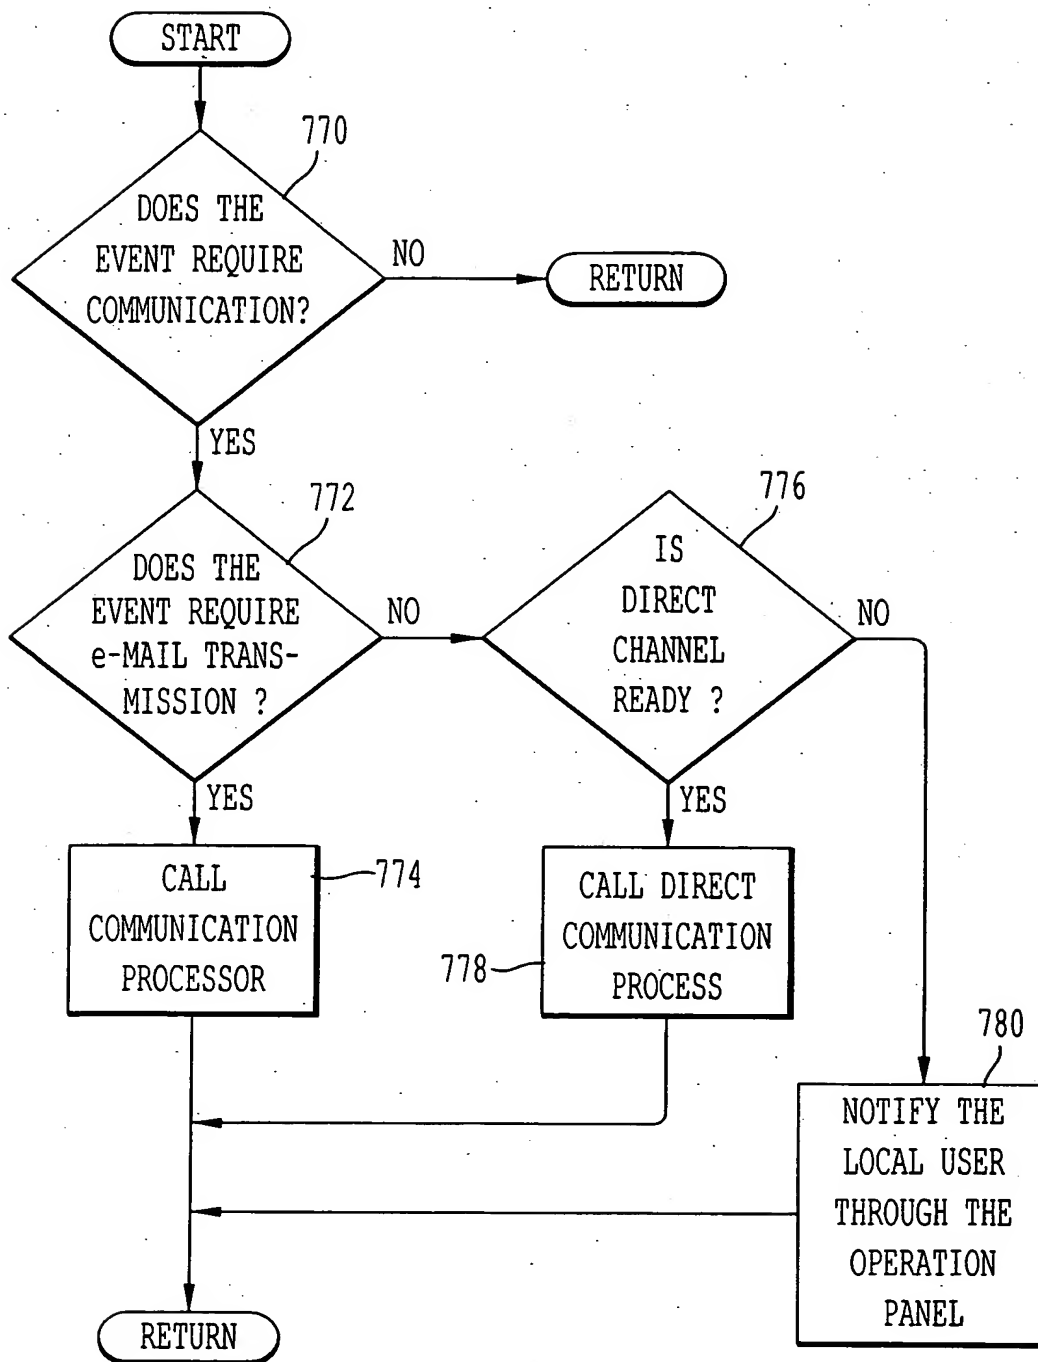 START
770
DOES THE
EVENT REQUIRE
COMMUNICATION?
NO
RETURN
YES
772
DOES THE
EVENT REQUIRE
e-MAIL TRANS-
MISSION ?
NO
776
IS
DIRECT
CHANNEL
READY ?
NO
YES
CALL
COMMUNICATION
PROCESSOR
774
YES
CALL DIRECT
COMMUNICATION
PROCESS
778
780
NOTIFY THE
LOCAL USER
THROUGH THE
OPERATION
PANEL
RETURN